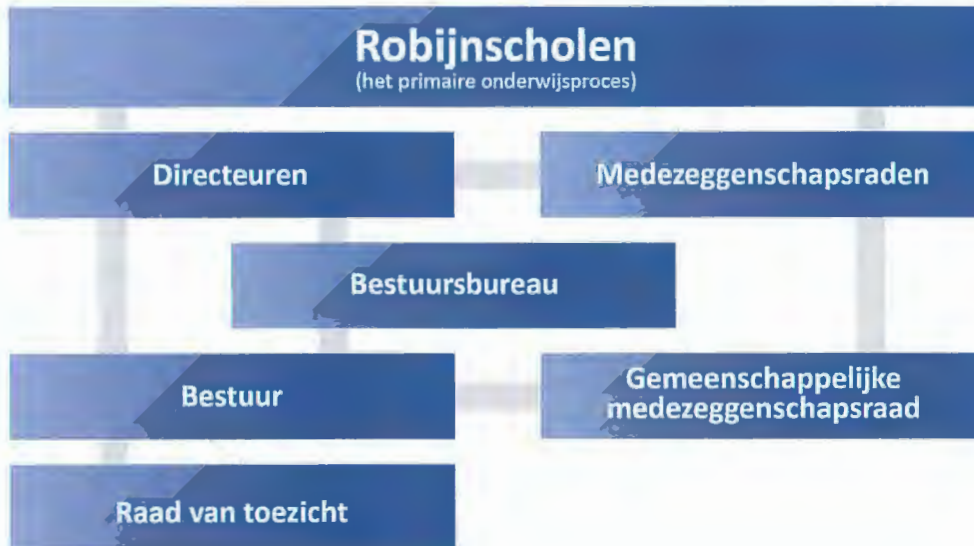 Robijnscholen
(het primaire onderwijsproces)
Directeuren
Medezeggenschapsraden
Bestuursbureau
Bestuur
Gemeenschappelijke
medezeggenschapsraad
Raad van toezicht